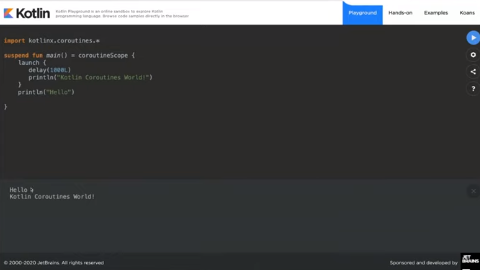 Kotlin
Kotlin Playground is an online sandbox to explore Kotlin
programming language. Browse code samples directly in the browser
Playground
Hands-on
Examples
Koans
import kotlinx.coroutines.*
suspend fun main() = coroutineScope {
launch {
delay(1000L)
println("Kotlin Coroutines World!")
}
println("Hello")
}
?
Hello
Kotlin Coroutines World!
© 2000-2020 JetBrains. All rights reserved
Sponsored and developed by
JET
BRAINS